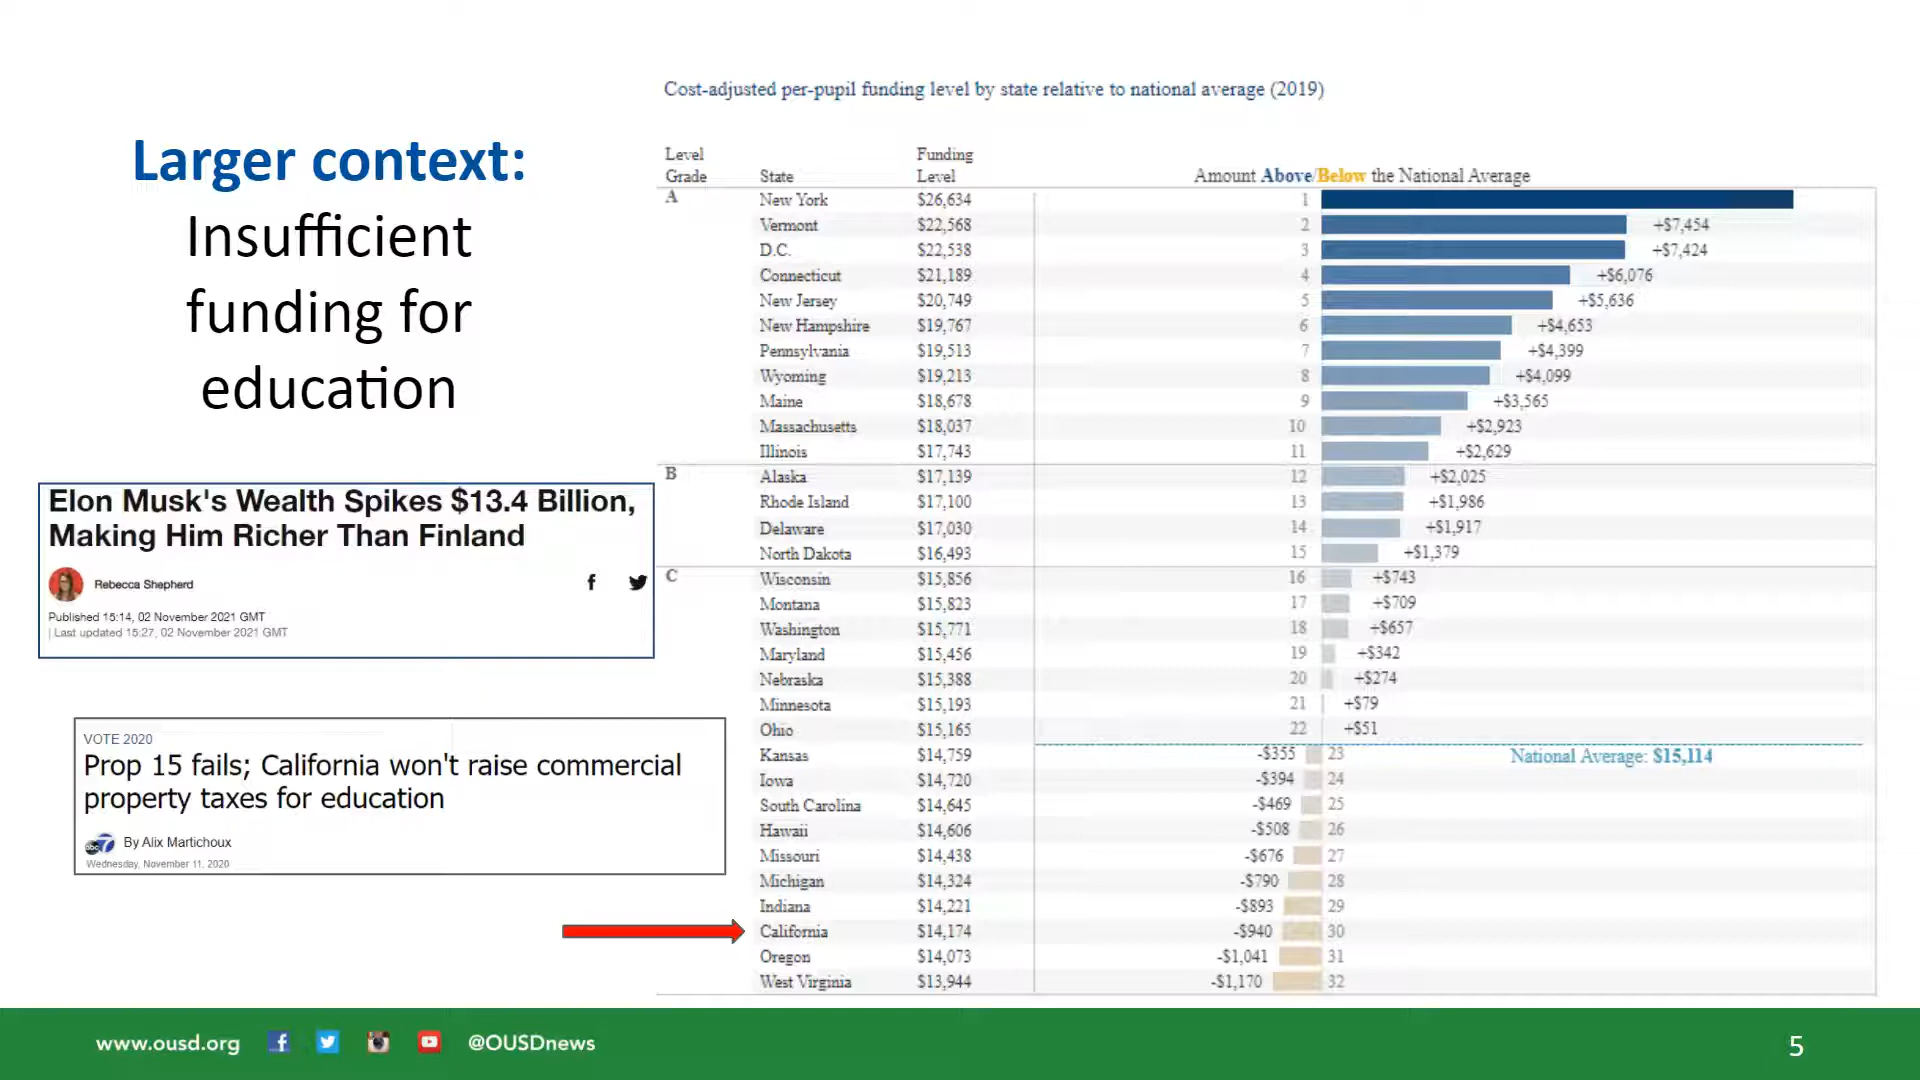 Larger context:
Insufficient
funding for
education
Elon Musk's Wealth Spikes $13.4 Billion,
Making Him Richer Than Finland
Rebecca Shepherd
Published 15:14, 02 November 2021 GMT
| Last updated 15:27, 02 November 2021 GMT
VOTE 2020
Prop 15 fails; California won't raise commercial
property taxes for education
abc7 By Alix Martichoux
Wednesday, November 11, 2020
Cost-adjusted per-pupil funding level by state relative to national average (2019)
Level Grade State Funding Level Amount Above/Below the National Average
A New York $26,634 1
Vermont $22,568 2 +$7,454
D.C. $22,538 3 +$7,424
Connecticut $21,189 4 +$6,076
New Jersey $20,749 5 +$5,636
New Hampshire $19,767 6 +$4,653
Pennsylvania $19,513 7 +$4,399
Wyoming $19,213 8 +$4,099
Maine $18,678 9 +$3,565
Massachusetts $18,037 10 +$2,923
Illinois $17,743 11 +$2,629
B Alaska $17,139 12 +$2,025
Rhode Island $17,100 13 +$1,986
Delaware $17,030 14 +$1,917
North Dakota $16,493 15 +$1,379
C Wisconsin $15,856 16 +$743
Montana $15,823 17 +$709
Washington $15,771 18 +$657
Maryland $15,456 19 +$342
Nebraska $15,388 20 +$274
Minnesota $15,193 21 +$79
Ohio $15,165 22 +$51
Kansas $14,759 -$355 23 National Average: $15,114
Iowa $14,720 -$394 24
South Carolina $14,645 -$469 25
Hawaii $14,606 -$508 26
Missouri $14,438 -$676 27
Michigan $14,324 -$790 28
Indiana $14,221 -$893 29
California $14,174 -$940 30
Oregon $14,073 -$1,041 31
West Virginia $13,944 -$1,170 32
www.ousd.org @OUSDnews 5